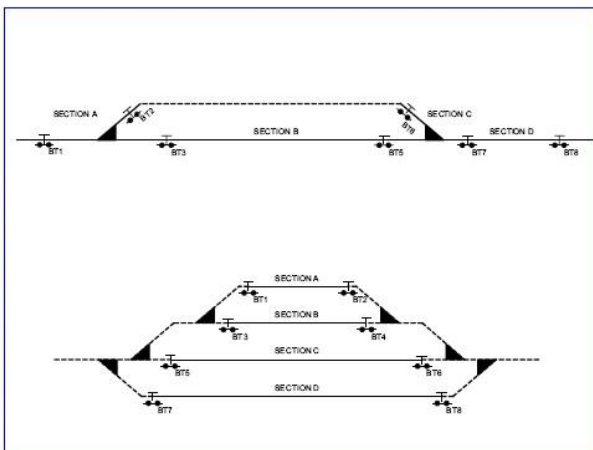 SECTION A
BT2
BT6
SECTION C
SECTION B
SECTION D
BT1
BT3
BT5
BT7
BT8
SECTION A
BT1
BT2
SECTION B
BT3
BT4
SECTION C
BT5
BT6
SECTION D
BT7
BT8